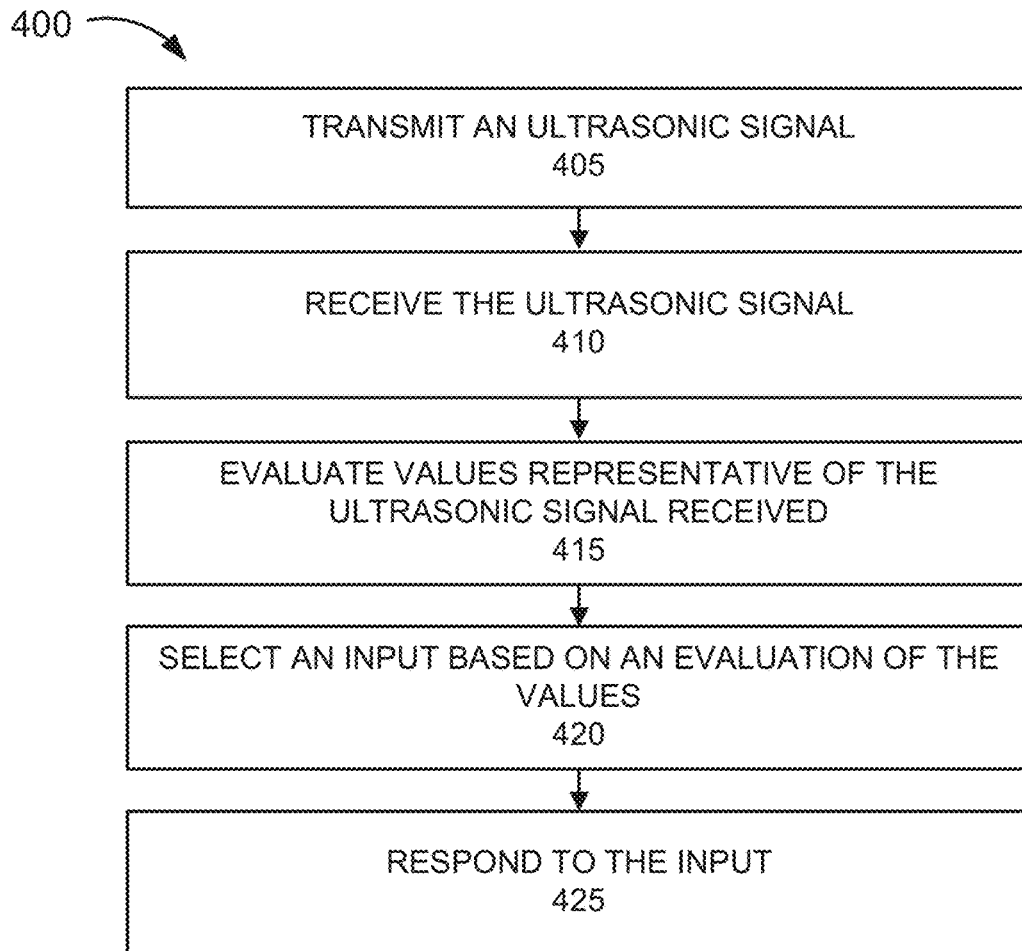 400
TRANSMIT AN ULTRASONIC SIGNAL
405
RECEIVE THE ULTRASONIC SIGNAL
410
EVALUATE VALUES REPRESENTATIVE OF THE
ULTRASONIC SIGNAL RECEIVED
415
SELECT AN INPUT BASED ON AN EVALUATION OF THE
VALUES
420
RESPOND TO THE INPUT
425